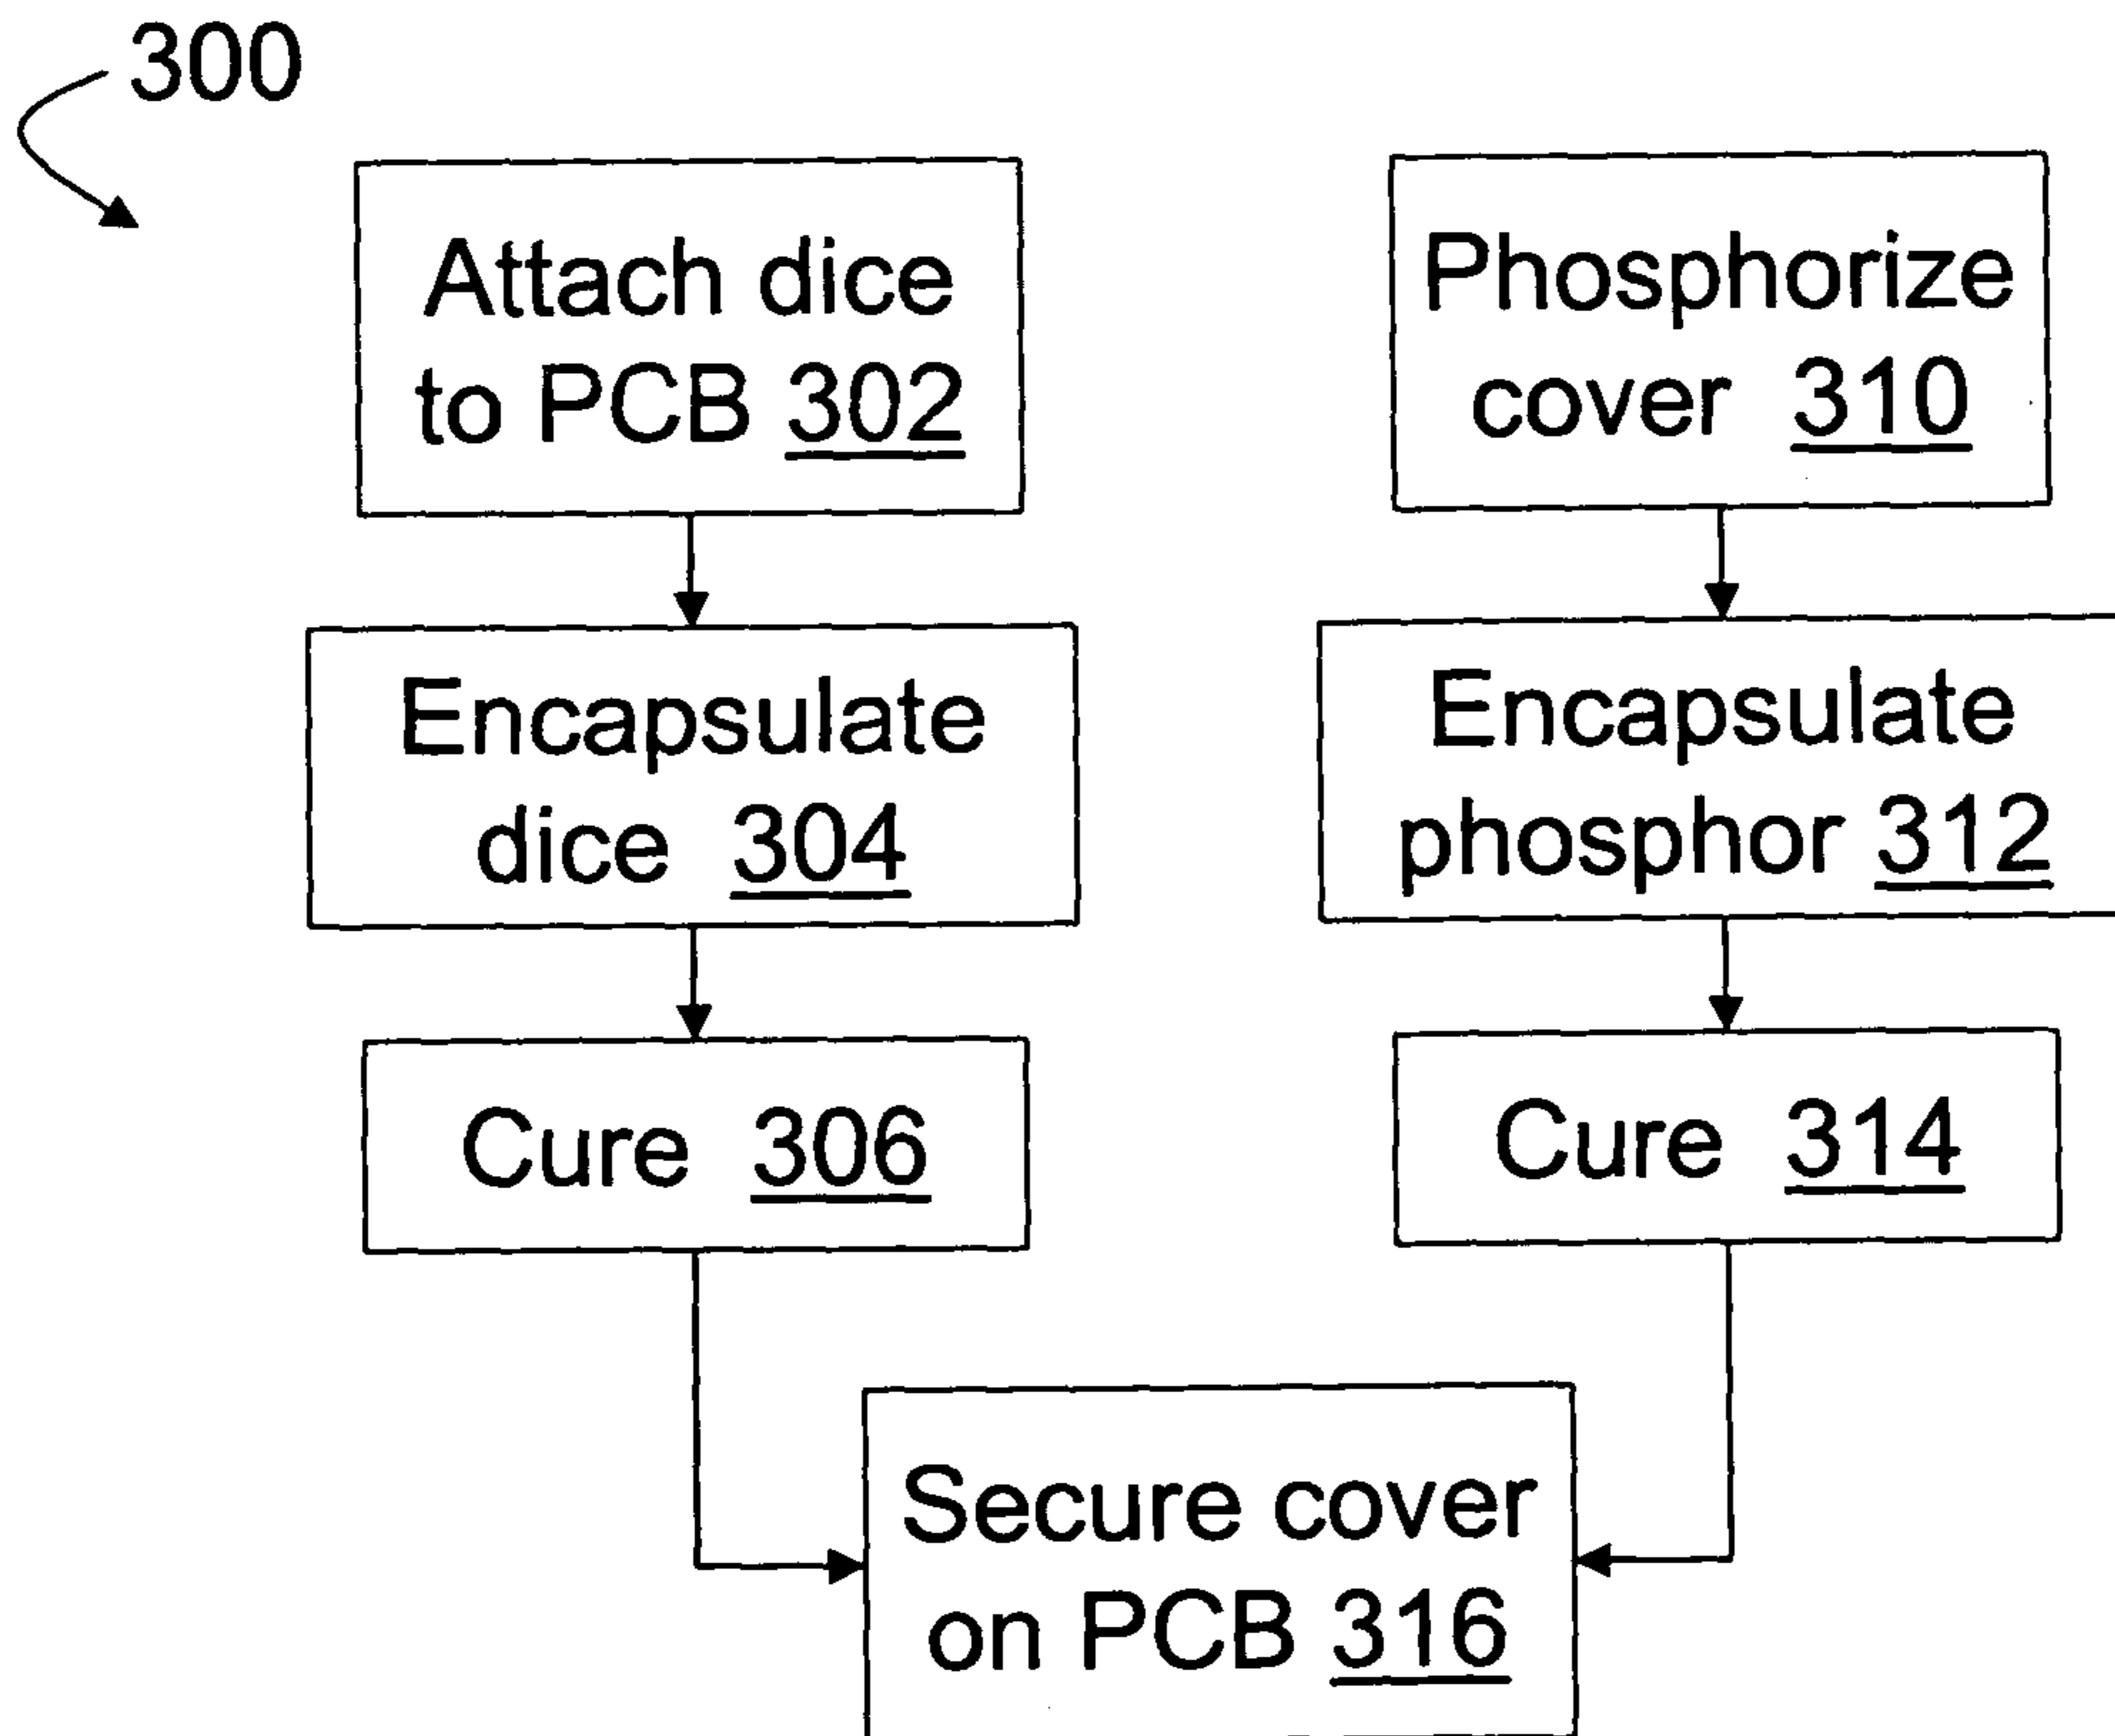 300
Attach dice
to PCB 302
Phosphorize
cover 310
Encapsulate
dice 304
Encapsulate
phosphor 312
Cure 306
Cure 314
Secure cover
on PCB 316